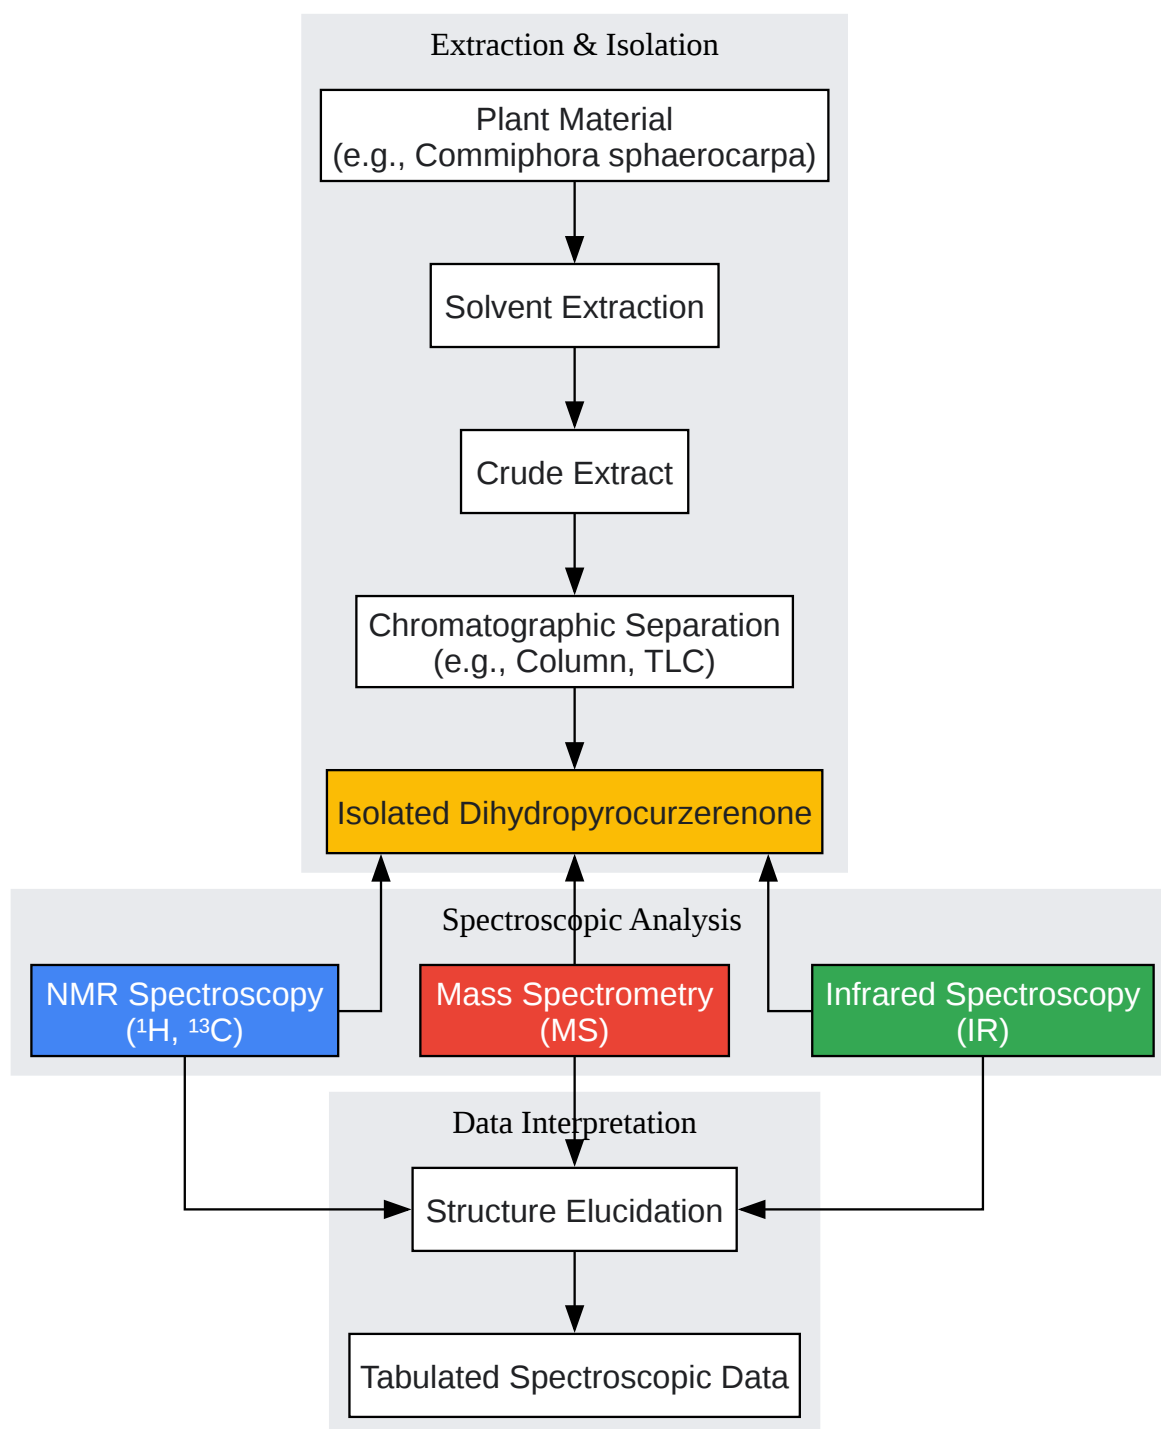 Extraction & Isolation
Plant Material
(e.g., Commiphora sphaerocarpa)
Solvent Extraction
Crude Extract
Chromatographic Separation
(e.g., Column, TLC)
Isolated Dihydropyrocurzerenone
Spectroscopic Analysis
NMR Spectroscopy
(¹H, ¹³C)
Mass Spectrometry
(MS)
Infrared Spectroscopy
(IR)
Data Interpretation
Structure Elucidation
Tabulated Spectroscopic Data